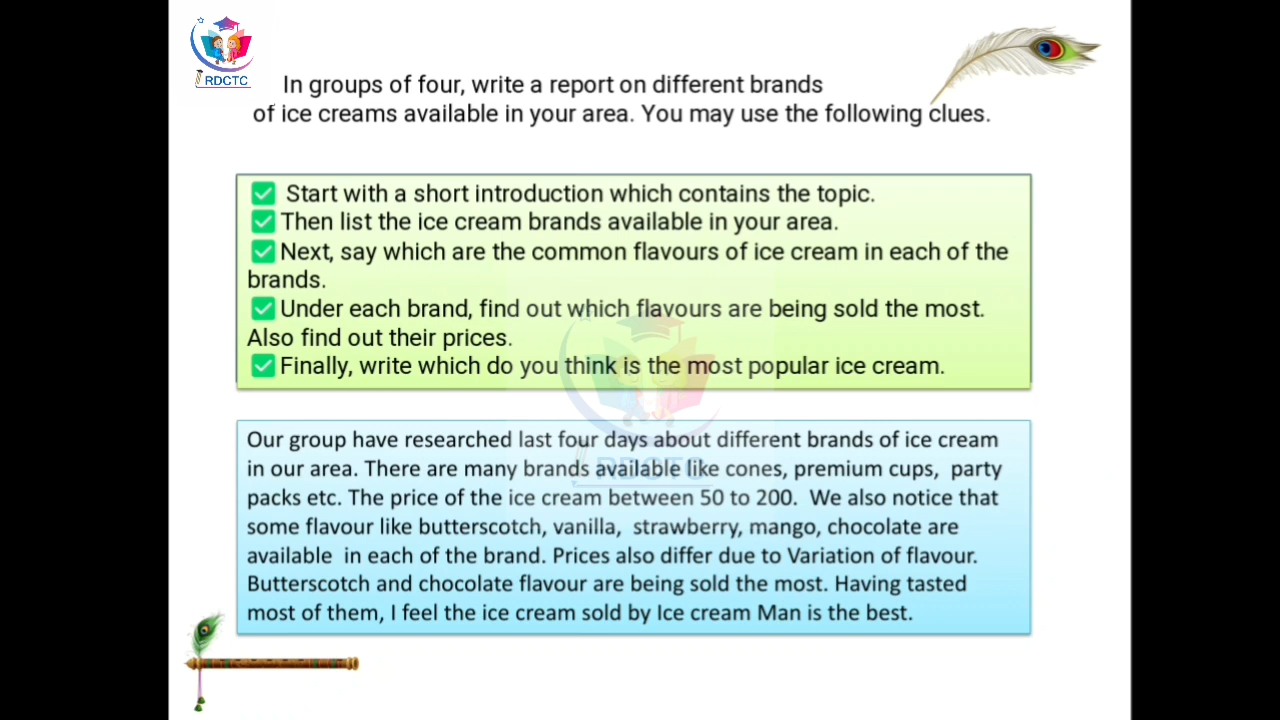 RDCTC
In groups of four, write a report on different brands
of ice creams available in your area. You may use the following clues.
Start with a short introduction which contains the topic.
Then list the ice cream brands available in your area.
Next, say which are the common flavours of ice cream in each of the
brands.
Under each brand, find out which flavours are being sold the most.
Also find out their prices.
Finally, write which do you think is the most popular ice cream.
Our group have researched last four days about different brands of ice cream
in our area. There are many brands available like cones, premium cups, party
packs etc. The price of the ice cream between 50 to 200. We also notice that
some flavour like butterscotch, vanilla, strawberry, mango, chocolate are
available in each of the brand. Prices also differ due to Variation of flavour.
Butterscotch and chocolate flavour are being sold the most. Having tasted
most of them, I feel the ice cream sold by Ice cream Man is the best.
RDCTC